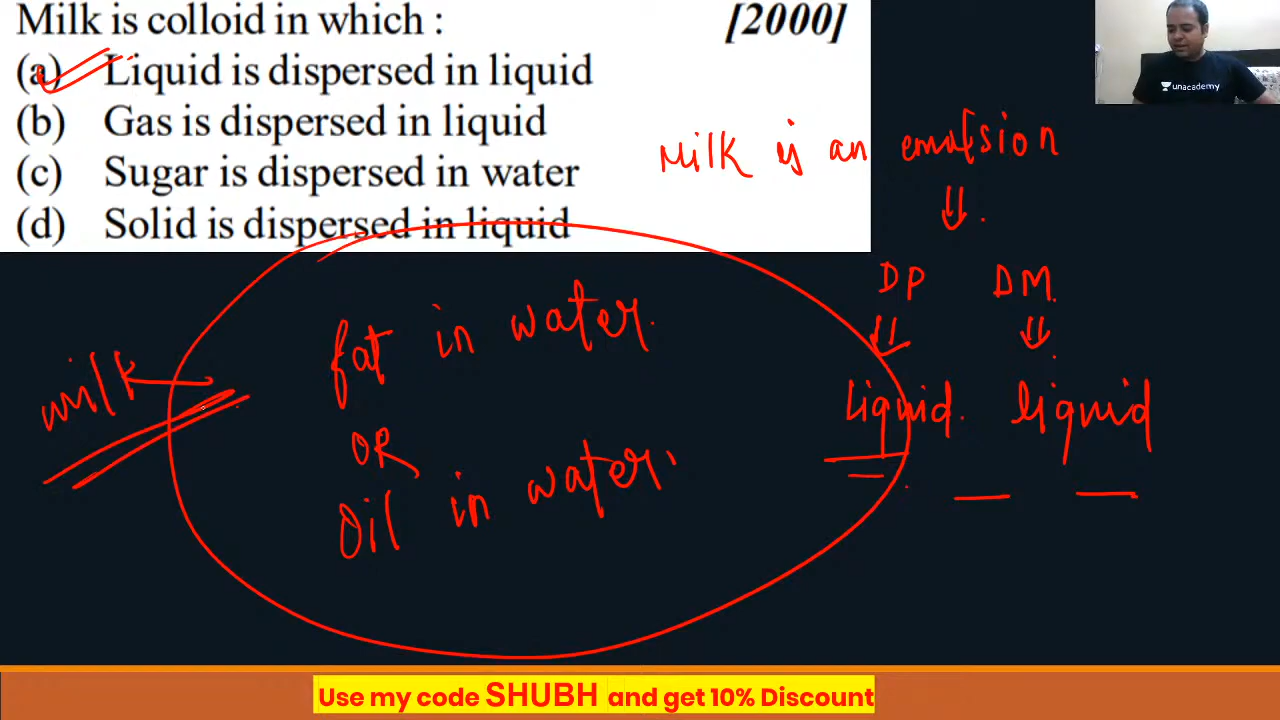 Milk is colloid in which : [2000]
(a) Liquid is dispersed in liquid
(b) Gas is dispersed in liquid
(c) Sugar is dispersed in water
(d) Solid is dispersed in liquid
unacademy
Milk is an emulsion
DP DM
liquid. liquid
milk
fat in water.
OR
oil in water.
Use my code SHUBH and get 10% Discount